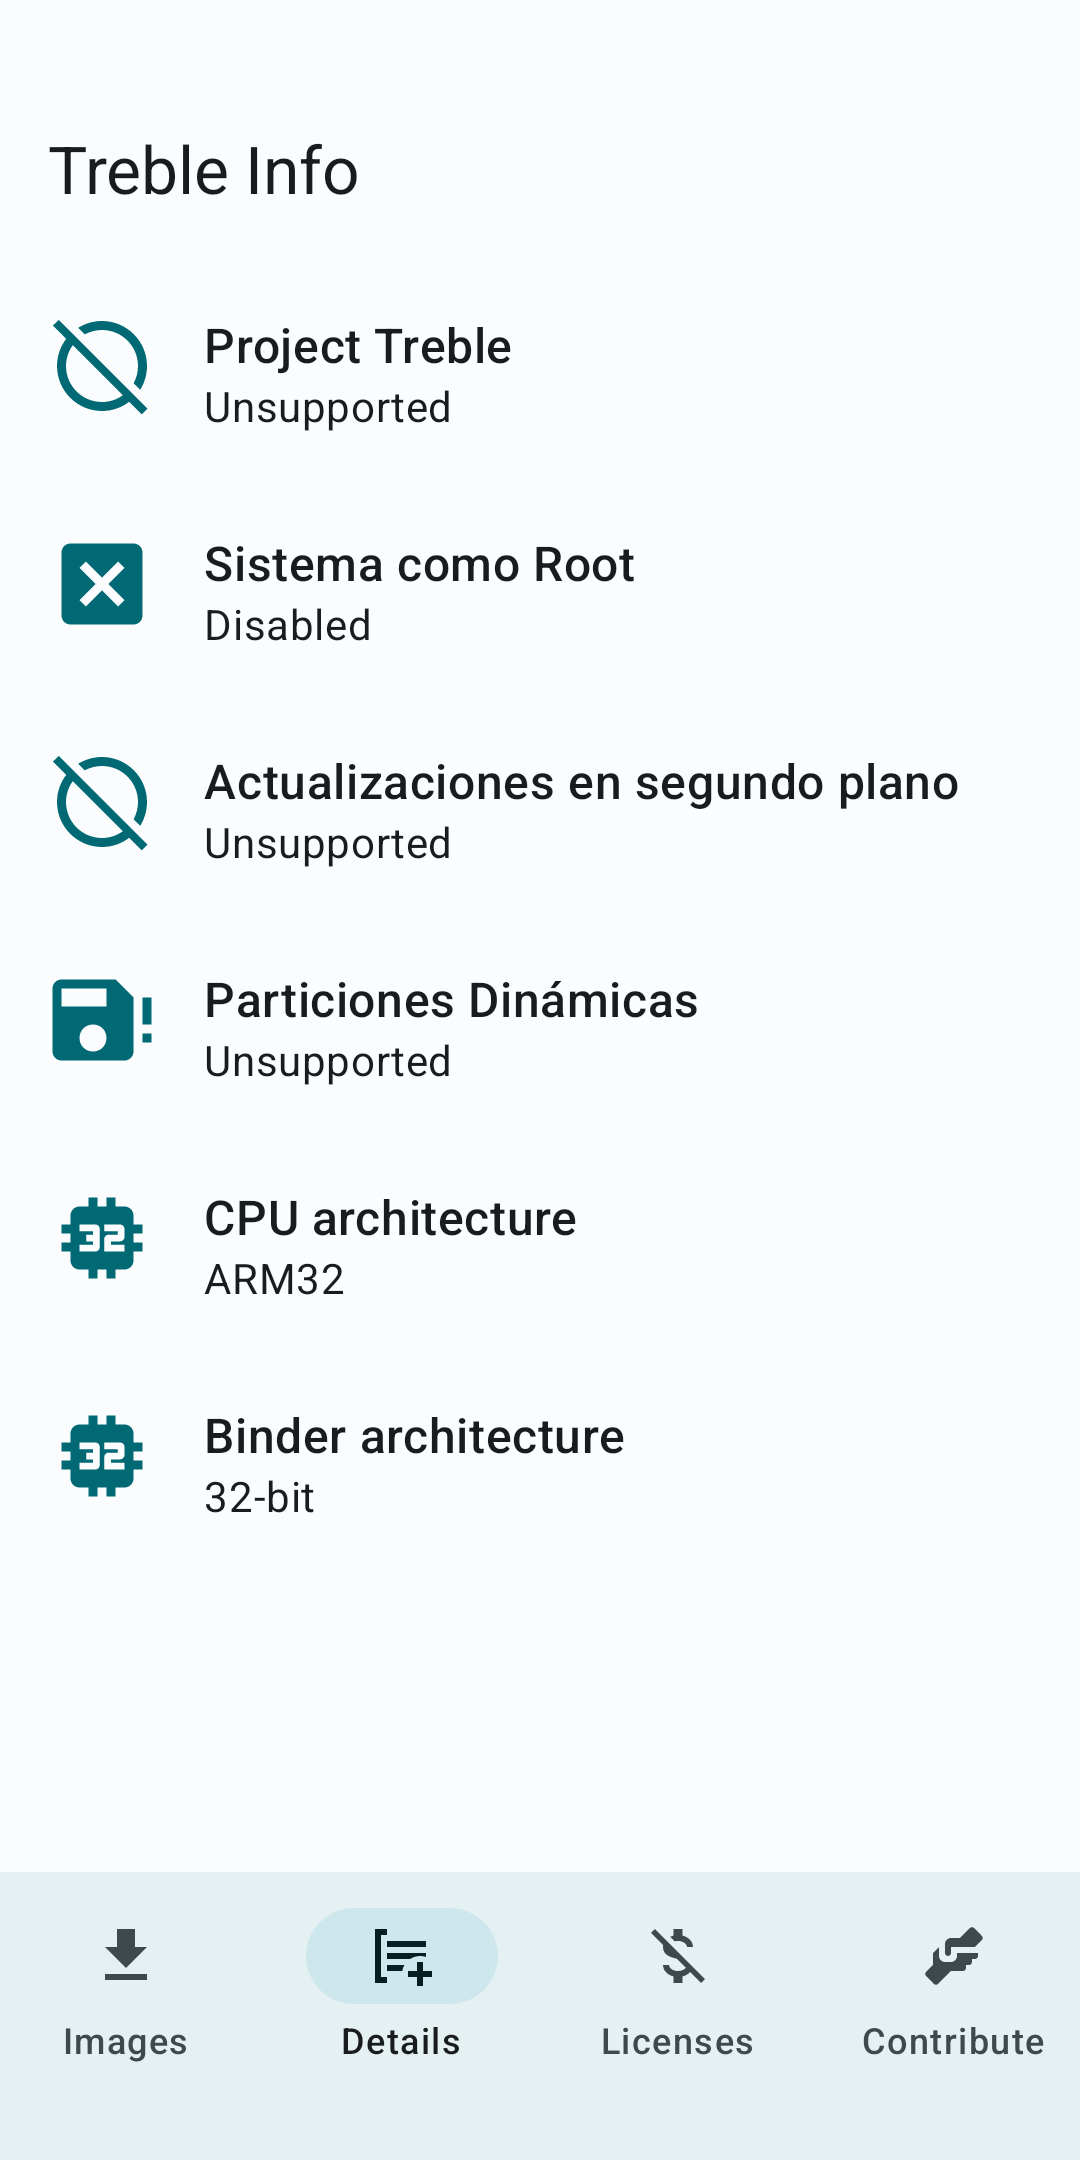 Treble Info
Project Treble
Unsupported
Sistema como Root
Disabled
Actualizaciones en segundo plano
Unsupported
Particiones Dinámicas
Unsupported
32
CPU architecture
ARM32
32
Binder architecture
32-bit
Images
Details
Licenses
Contribute